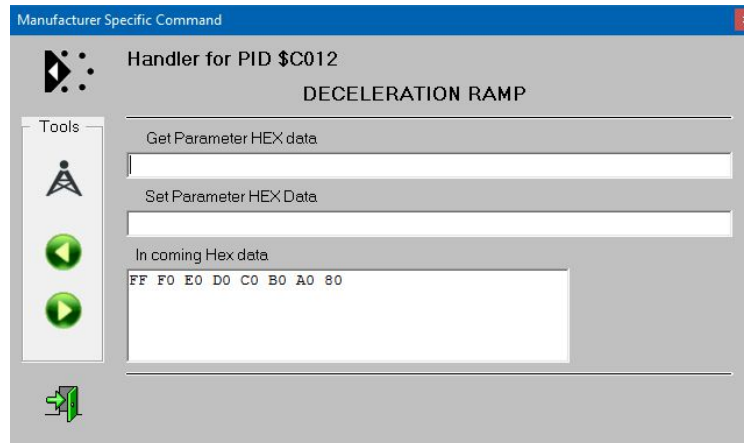 Manufacturer Specific Command
Handler for PID $C012
DECELERATION RAMP
Tools
Get Parameter HEX data
Set Parameter HEX Data
In coming Hex data
FF F0 E0 D0 C0 B0 A0 80